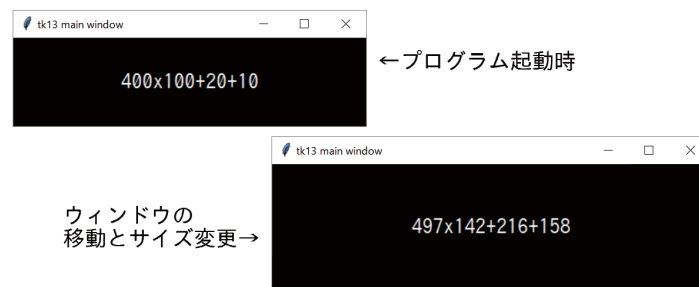 tk13 main window
400x100+20+10
←プログラム起動時
tk13 main window
497x142+216+158
ウィンドウの
移動とサイズ変更→